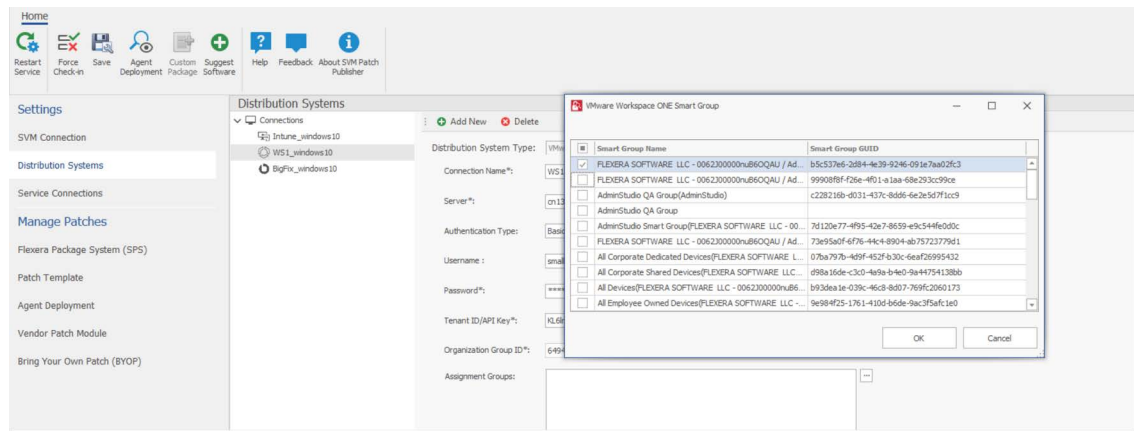 Home
Restart Service
Force Check-in
Save
Agent Deployment
Custom Package
Suggest Software
Help
Feedback
About SVM Patch Publisher
Settings
SVM Connection
Distribution Systems
Service Connections
Manage Patches
Flexera Package System (SPS)
Patch Template
Agent Deployment
Vendor Patch Module
Bring Your Own Patch (BYOP)
Distribution Systems
Connections
Intune_windows10
WS1_windows10
BigFix_windows10
Add New Delete
Distribution System Type: VMw
Connection Name*: WS1
Server*: cn13
Authentication Type: Basic
Username : small
Password*: ****
Tenant ID/API Key*:
Organization Group ID*: 6494
Assignment Groups: ...
VMware Workspace ONE Smart Group
Smart Group Name Smart Group GUID
FLEXERA SOFTWARE LLC - 0062J00000nuB6OQAU / Ad... b5c537e6-2d84-4e39-9246-091e7aa02fc3
FLEXERA SOFTWARE LLC - 0062J00000nuB6OQAU / Ad... 99908f8f-f26e-4f01-a1aa-68e293cc99ce
AdminStudio QA Group(AdminStudio) c228216b-d031-437c-8dd6-6e2e5d7f1cc9
AdminStudio QA Group
AdminStudio Smart Group(FLEXERA SOFTWARE LLC - 00... 7d120e77-4f95-42e7-8659-e9c544fe0d0c
FLEXERA SOFTWARE LLC - 0062J00000nuB6OQAU / Ad... 73e95a0f-6f76-44c4-8904-ab75723779d1
All Corporate Dedicated Devices(FLEXERA SOFTWARE L... 07ba797b-4d9f-452f-b30c-6eaf26995432
All Corporate Shared Devices(FLEXERA SOFTWARE LLC... d98a16de-c3c0-4a9a-b4e0-9a44754138bb
All Devices(FLEXERA SOFTWARE LLC - 0062J00000nuB6... b93dea1e-039c-46c8-8d07-769fc2060173
All Employee Owned Devices(FLEXERA SOFTWARE LLC -... 9e984f25-1761-410d-b6de-9ac3f5afc1e0
OK Cancel